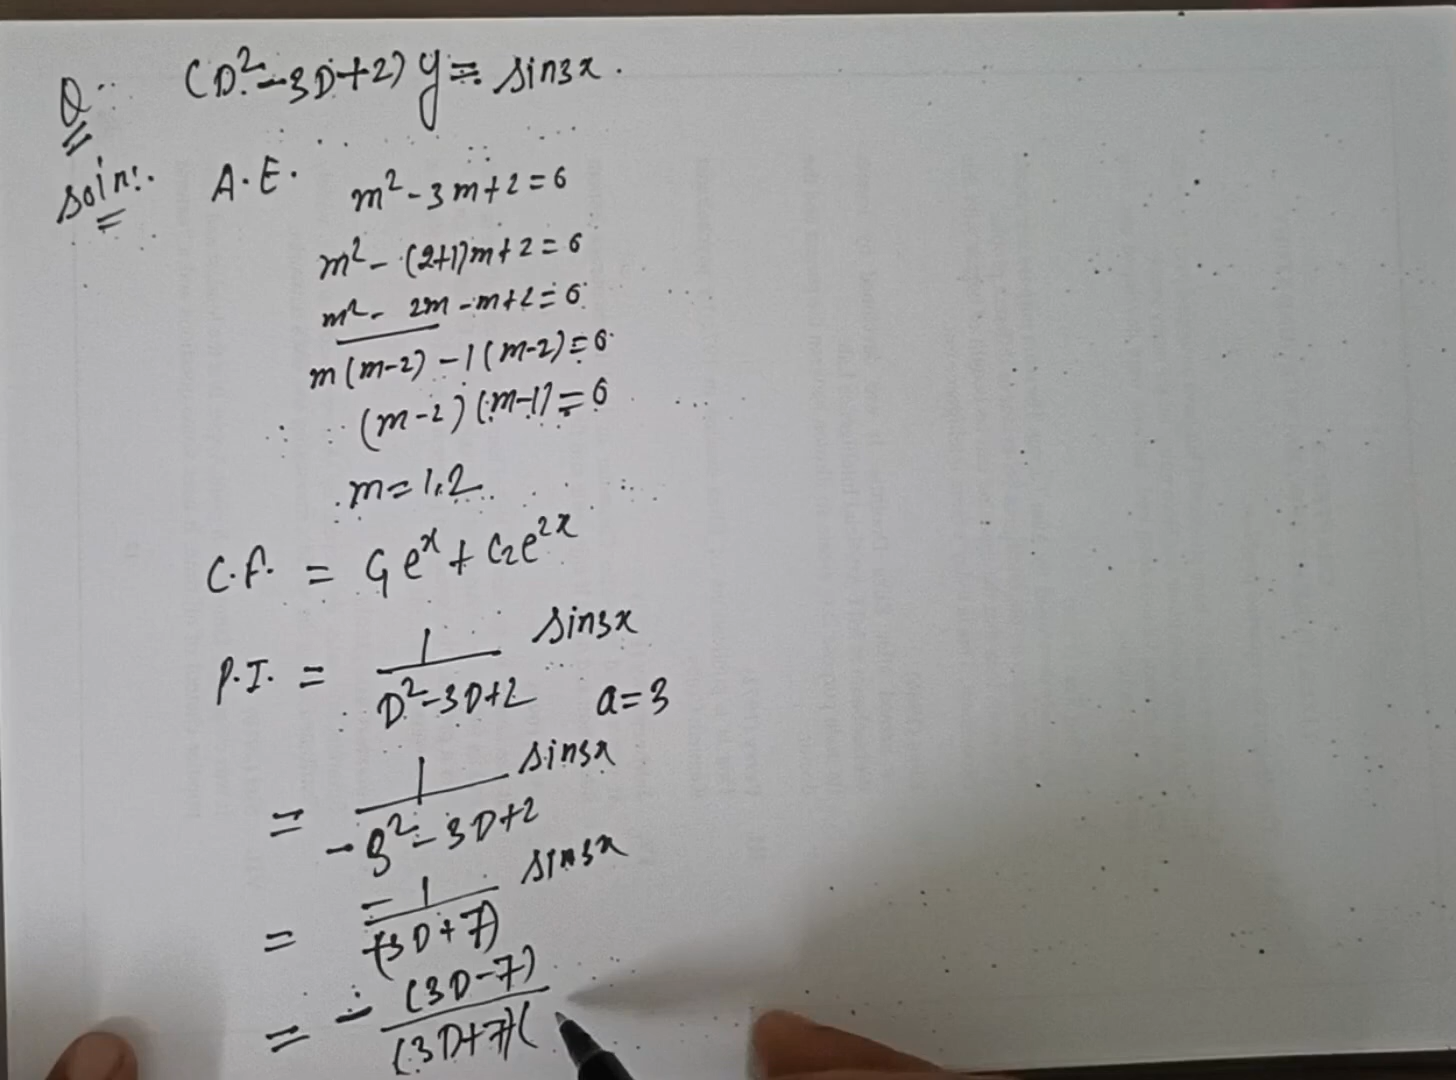 Q. (D²-3D+2) y = sin3x.
Soln:. A.E. m²-3m+2=0
m²-(2+1)m+2=0
m²-2m-m+2=0
m(m-2)-1(m-2)=0
(m-2)(m-1)=0
m=1,2
C.F. = C₁eˣ+C₂e²ˣ
P.I. = 1/(D²-3D+2) sin3x a=3
= 1/(-3²-3D+2) sin3x
= -1/(3D+7) sin3x
= -(3D-7)/(3D+7)(